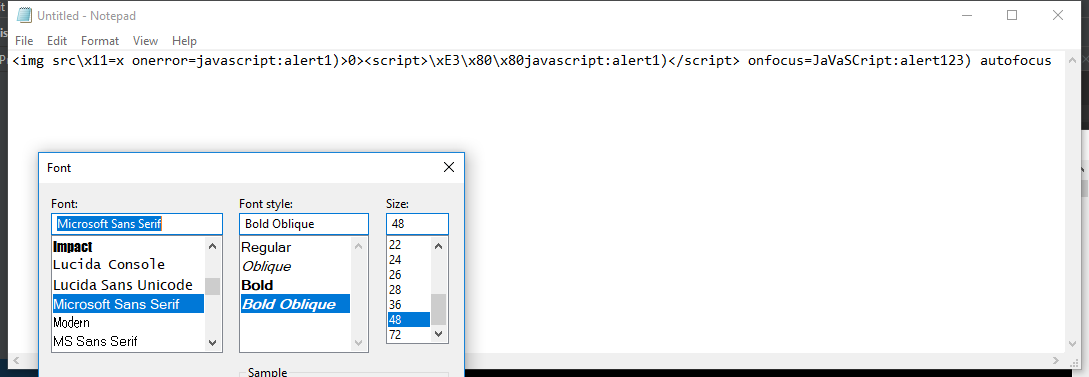 Untitled - Notepad
File Edit Format View Help
<img src\x11=x onerror=javascript:alert1)>0><script>\xE3\x80\x80javascript:alert1)</script> onfocus=JaVaSCript:alert123) autofocus
Font
Font: Font style: Size:
Microsoft Sans Serif Bold Oblique 48
Impact
Lucida Console
Lucida Sans Unicode
Microsoft Sans Serif
Modern
MS Sans Serif
Regular
Oblique
Bold
Bold Oblique
22
24
26
28
36
48
72
Sample